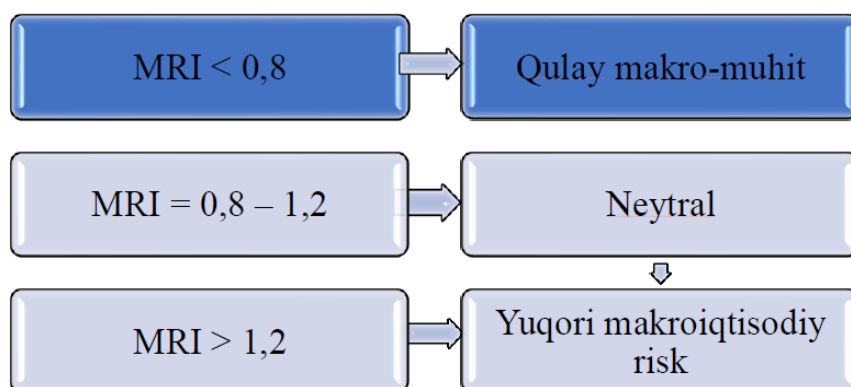 MRI < 0,8
Qulay makro-muhit
MRI = 0,8 – 1,2
Neytral
MRI > 1,2
Yuqori makroiqtisodiy
risk